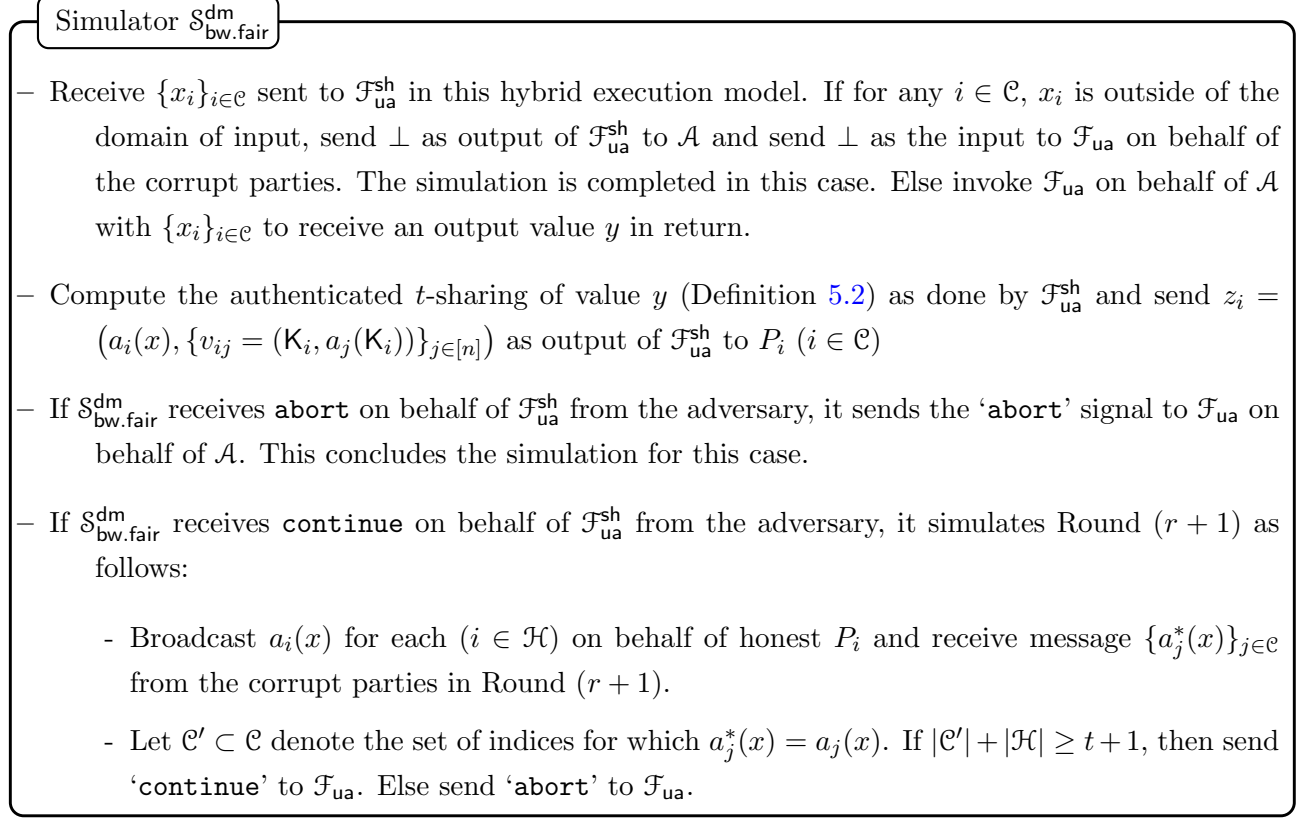 Simulator 𝒮^dm_bw.fair
– Receive {x_i}_{i∈𝒞} sent to ℱ^sh_ua in this hybrid execution model. If for any i ∈ 𝒞, x_i is outside of the
domain of input, send ⊥ as output of ℱ^sh_ua to 𝒜 and send ⊥ as the input to ℱ_ua on behalf of
the corrupt parties. The simulation is completed in this case. Else invoke ℱ_ua on behalf of 𝒜
with {x_i}_{i∈𝒞} to receive an output value y in return.
– Compute the authenticated t-sharing of value y (Definition 5.2) as done by ℱ^sh_ua and send z_i =
(a_i(x), {v_ij = (K_i, a_j(K_i))}_{j∈[n]}) as output of ℱ^sh_ua to P_i (i ∈ 𝒞)
– If 𝒮^dm_bw.fair receives abort on behalf of ℱ^sh_ua from the adversary, it sends the ‘abort’ signal to ℱ_ua on
behalf of 𝒜. This concludes the simulation for this case.
– If 𝒮^dm_bw.fair receives continue on behalf of ℱ^sh_ua from the adversary, it simulates Round (r + 1) as
follows:
- Broadcast a_i(x) for each (i ∈ ℋ) on behalf of honest P_i and receive message {a*_j(x)}_{j∈𝒞}
from the corrupt parties in Round (r + 1).
- Let 𝒞′ ⊂ 𝒞 denote the set of indices for which a*_j(x) = a_j(x). If |𝒞′| + |ℋ| ≥ t + 1, then send
‘continue’ to ℱ_ua. Else send ‘abort’ to ℱ_ua.